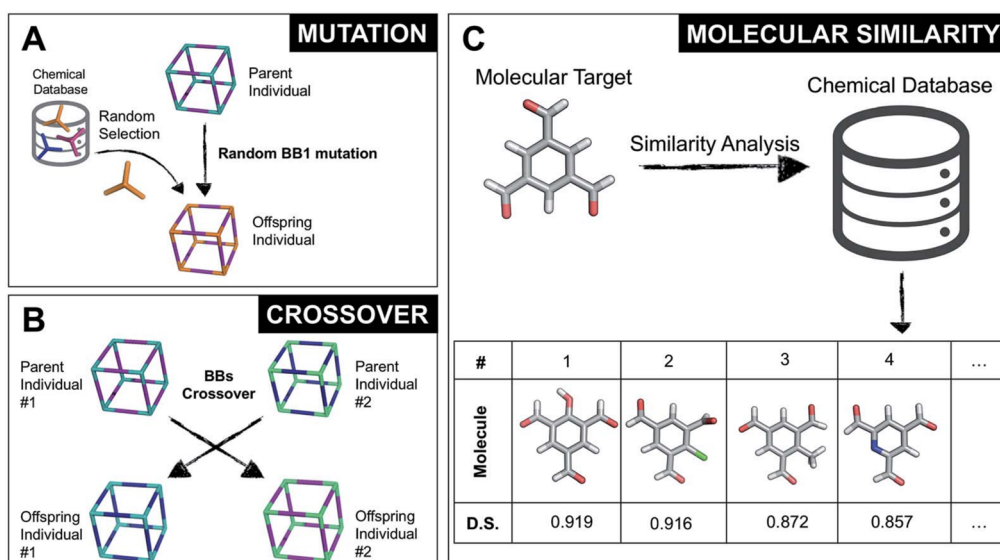 A
MUTATION
Chemical
Database
Parent
Individual
Random
Selection
Random BB1 mutation
Offspring
Individual
B
CROSSOVER
Parent
Individual
#1
BBs
Crossover
Parent
Individual
#2
Offspring
Individual
#1
Offspring
Individual
#2
C
MOLECULAR SIMILARITY
Molecular Target
Chemical Database
Similarity Analysis
# 1 2 3 4 ...
Molecule
D.S. 0.919 0.916 0.872 0.857 ...